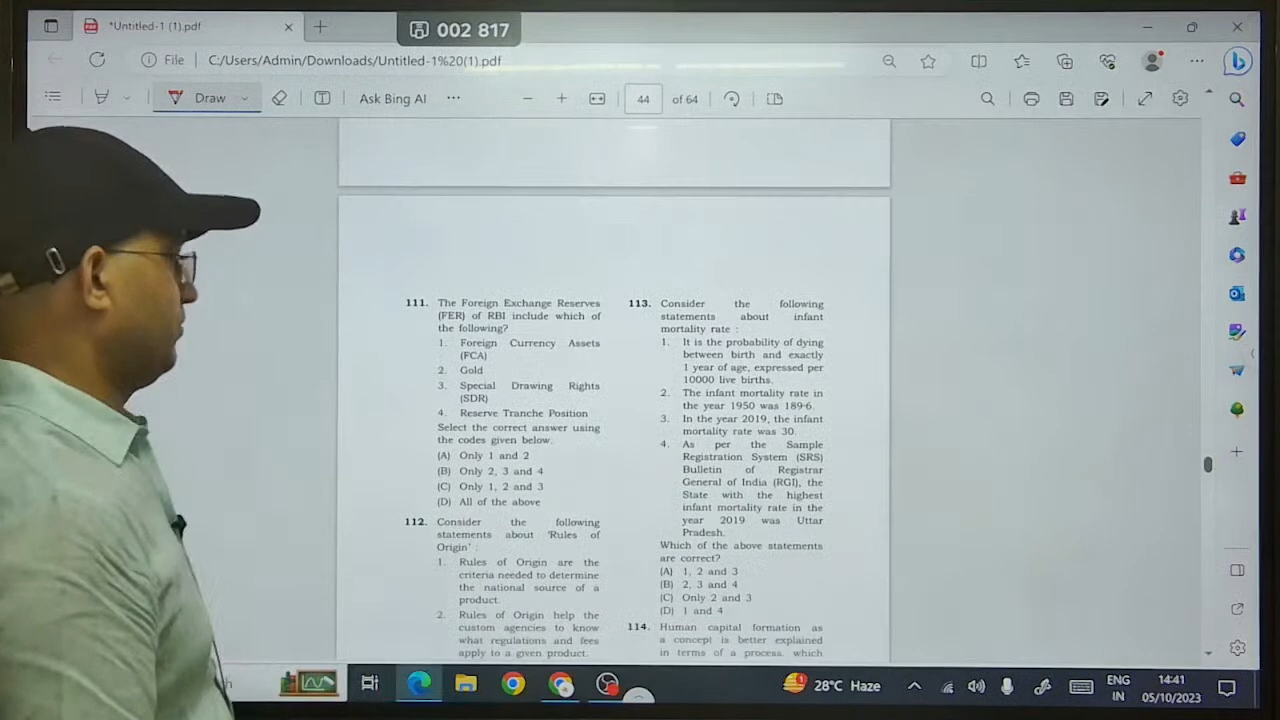 *Untitled-1 (1).pdf
002 817
File
C:/Users/Admin/Downloads/Untitled-1%20(1).pdf
Draw
Ask Bing AI
44
of 64
111. The Foreign Exchange Reserves
(FER) of RBI include which of
the following?
1. Foreign Currency Assets
(FCA)
2. Gold
3. Special Drawing Rights
(SDR)
4. Reserve Tranche Position
Select the correct answer using
the codes given below.
(A) Only 1 and 2
(B) Only 2, 3 and 4
(C) Only 1, 2 and 3
(D) All of the above
112. Consider the following
statements about 'Rules of
Origin' :
1. Rules of Origin are the
criteria needed to determine
the national source of a
product.
2. Rules of Origin help the
custom agencies to know
what regulations and fees
apply to a given product.
113. Consider the following
statements about infant
mortality rate :
1. It is the probability of dying
between birth and exactly
1 year of age, expressed per
10000 live births.
2. The infant mortality rate in
the year 1950 was 189·6.
3. In the year 2019, the infant
mortality rate was 30.
4. As per the Sample
Registration System (SRS)
Bulletin of Registrar
General of India (RGI), the
State with the highest
infant mortality rate in the
year 2019 was Uttar
Pradesh.
Which of the above statements
are correct?
(A) 1, 2 and 3
(B) 2, 3 and 4
(C) Only 2 and 3
(D) 1 and 4
114. Human capital formation as
a concept is better explained
in terms of a process, which
28°C Haze
ENG
IN
14:41
05/10/2023